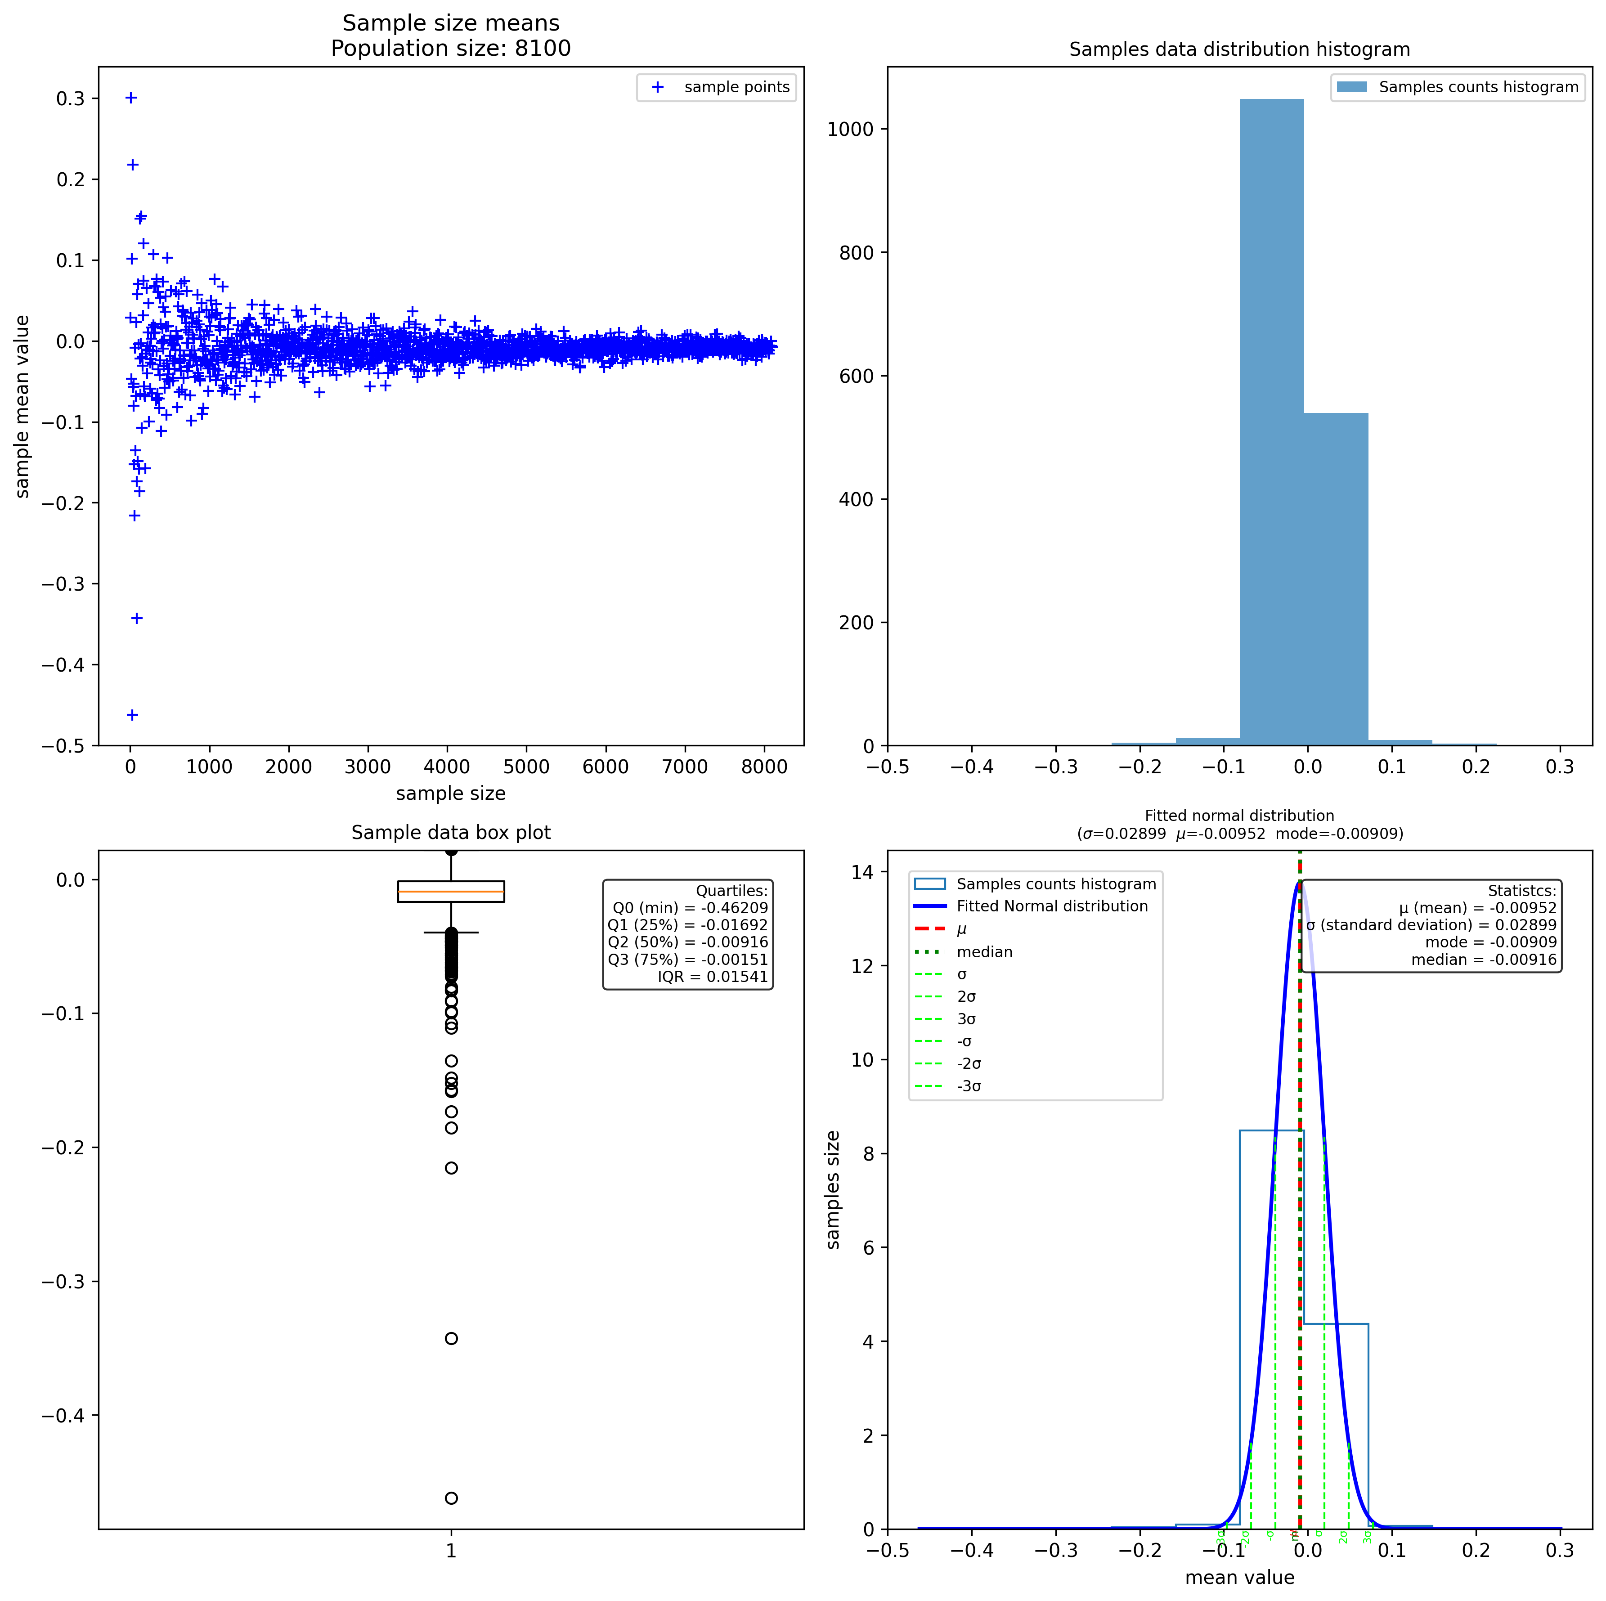 Sample size means
Population size: 8100
sample points
0.3
0.2
0.1
0.0
−0.1
−0.2
−0.3
−0.4
−0.5
sample mean value
0
1000
2000
3000
4000
5000
6000
7000
8000
sample size
Samples data distribution histogram
Samples counts histogram
1000
800
600
400
200
0
−0.5
−0.4
−0.3
−0.2
−0.1
0.0
0.1
0.2
0.3
Sample data box plot
0.0
−0.1
−0.2
−0.3
−0.4
1
Quartiles:
Q0 (min) = -0.46209
Q1 (25%) = -0.01692
Q2 (50%) = -0.00916
Q3 (75%) = -0.00151
IQR = 0.01541
Fitted normal distribution
(σ=0.02899 μ=-0.00952 mode=-0.00909)
Samples counts histogram
Fitted Normal distribution
μ
median
σ
2σ
3σ
-σ
-2σ
-3σ
Statistcs:
μ (mean) = -0.00952
σ (standard deviation) = 0.02899
mode = -0.00909
median = -0.00916
14
12
10
8
6
4
2
0
samples size
-3σ
-2σ
-σ
σ
2σ
3σ
−0.5
−0.4
−0.3
−0.2
−0.1
0.0
0.1
0.2
0.3
mean value